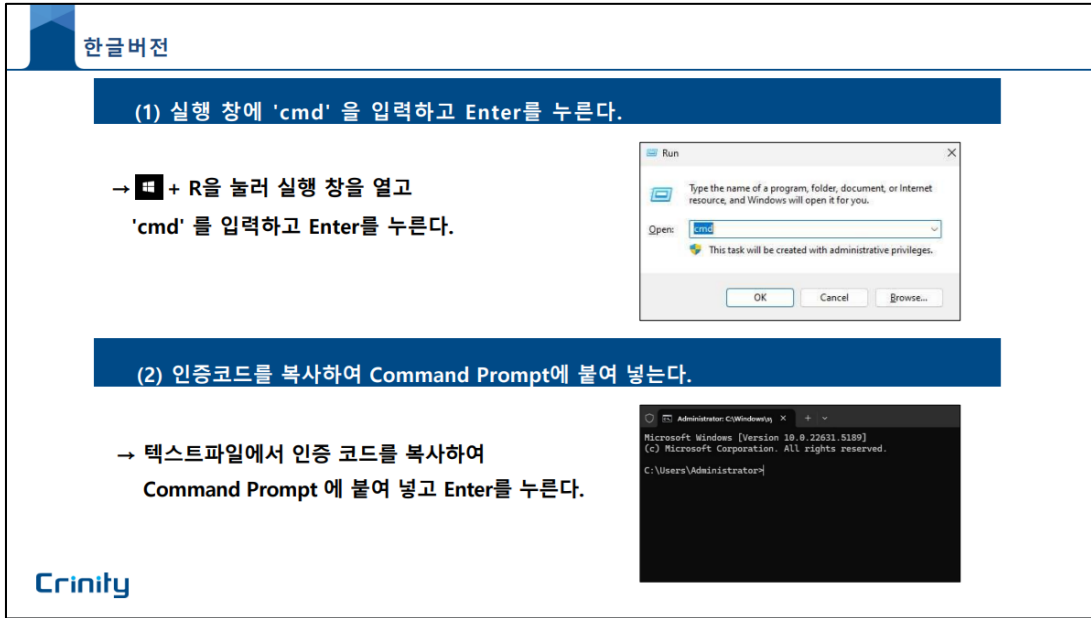 한글버전
(1) 실행 창에 'cmd' 을 입력하고 Enter를 누른다.
→ + R을 눌러 실행 창을 열고
'cmd' 를 입력하고 Enter를 누른다.
Run
Type the name of a program, folder, document, or Internet
resource, and Windows will open it for you.
Open: cmd
This task will be created with administrative privileges.
OK Cancel Browse...
(2) 인증코드를 복사하여 Command Prompt에 붙여 넣는다.
→ 텍스트파일에서 인증 코드를 복사하여
Command Prompt 에 붙여 넣고 Enter를 누른다.
Administrator: C:\Windows\sy
Microsoft Windows [Version 10.0.22631.5189]
(c) Microsoft Corporation. All rights reserved.
C:\Users\Administrator>
Crinity